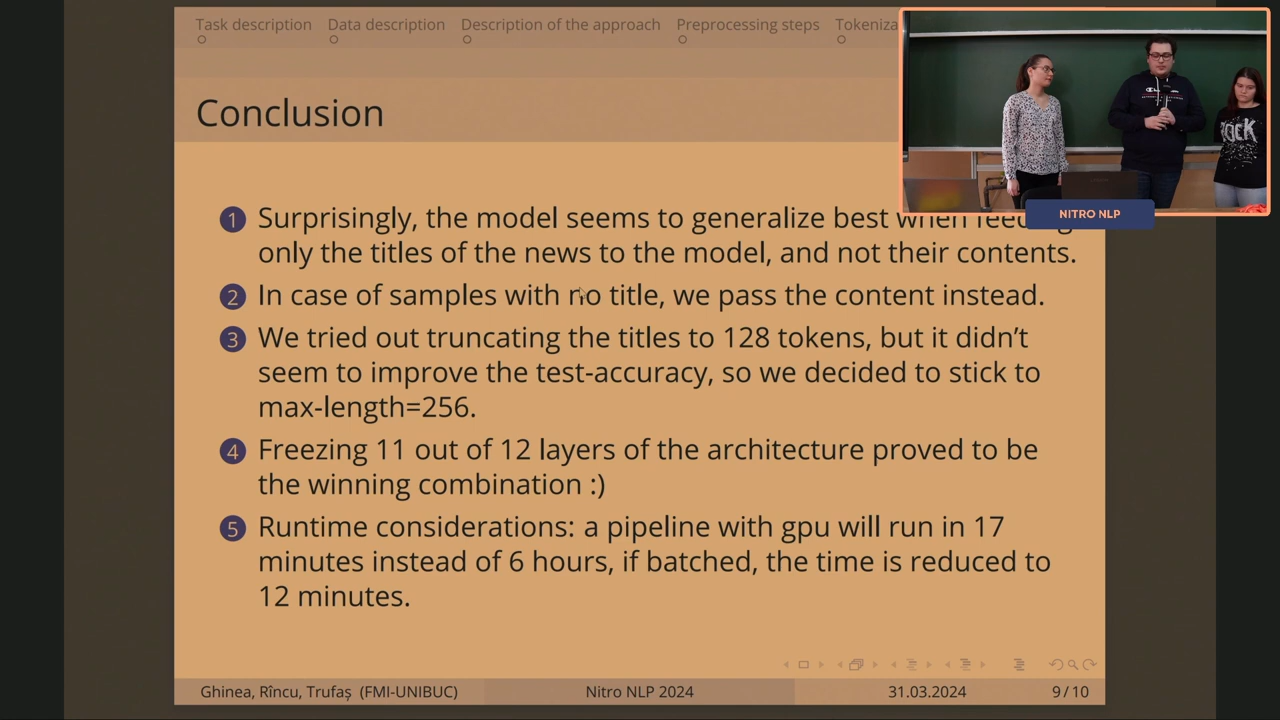 Task description Data description Description of the approach Preprocessing steps
Conclusion
1 Surprisingly, the model seems to generalize best when
only the titles of the news to the model, and not their contents.
2 In case of samples with no title, we pass the content instead.
3 We tried out truncating the titles to 128 tokens, but it didn't
seem to improve the test-accuracy, so we decided to stick to
max-length=256.
4 Freezing 11 out of 12 layers of the architecture proved to be
the winning combination :)
5 Runtime considerations: a pipeline with gpu will run in 17
minutes instead of 6 hours, if batched, the time is reduced to
12 minutes.
Ghinea, Rîncu, Trufaș (FMI-UNIBUC) Nitro NLP 2024 31.03.2024 9 / 10
ROCK
NITRO NLP